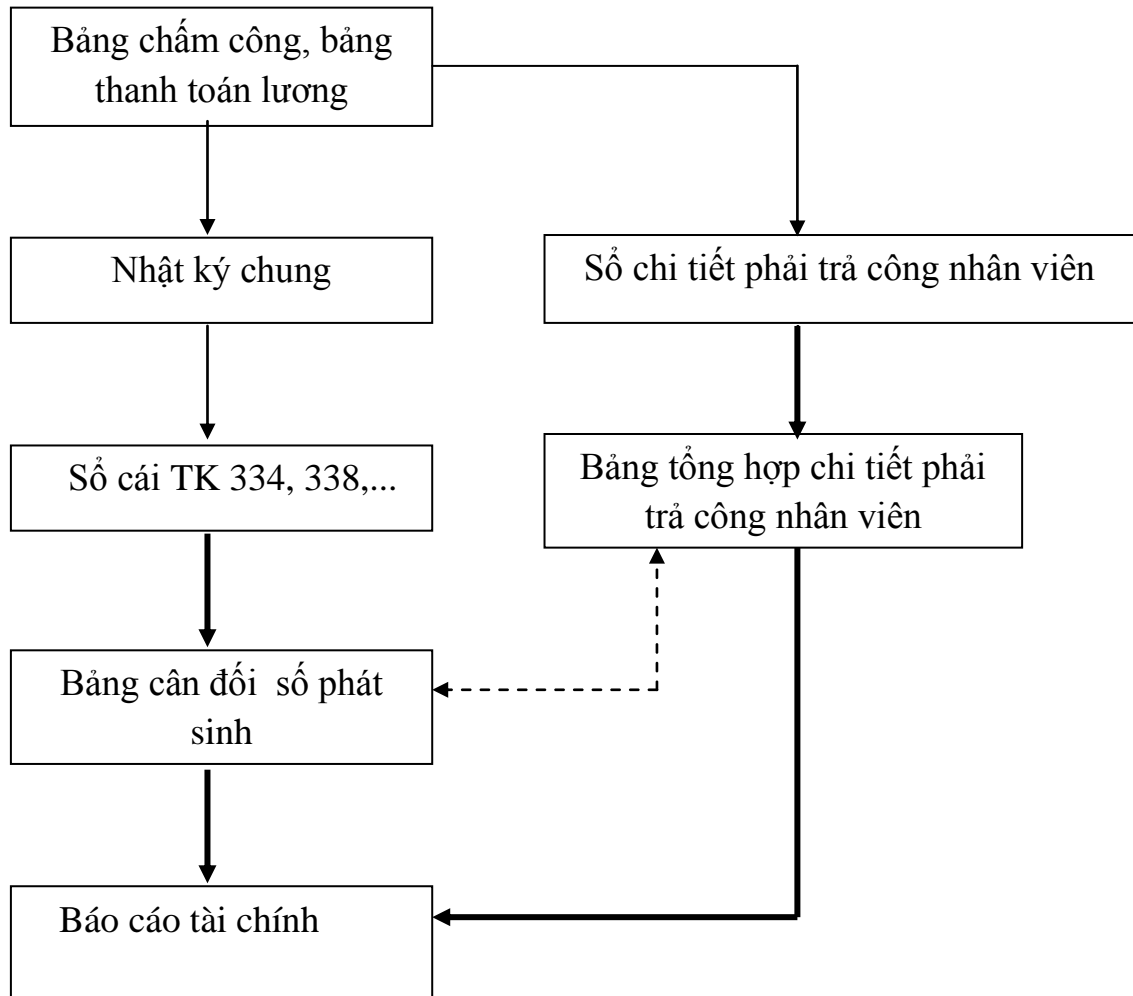 Bảng chấm công, bảng
thanh toán lương
Nhật ký chung
Sổ chi tiết phải trả công nhân viên
Sổ cái TK 334, 338,...
Bảng tổng hợp chi tiết phải
trả công nhân viên
Bảng cân đối số phát
sinh
Báo cáo tài chính